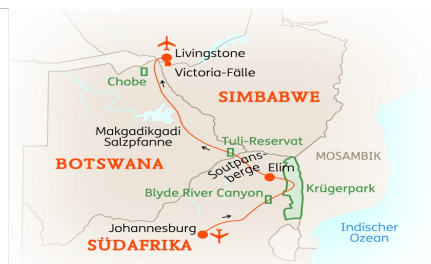 Livingstone
Victoria-Fälle
Chobe
SIMBABWE
Makgadikgadi
Salzpfanne
Tuli-Reservat
BOTSWANA
Soutpans-
berge
Elim
MOSAMBIK
Krügerpark
Blyde River Canyon
Johannesburg
SÜDAFRIKA
Indischer
Ozean